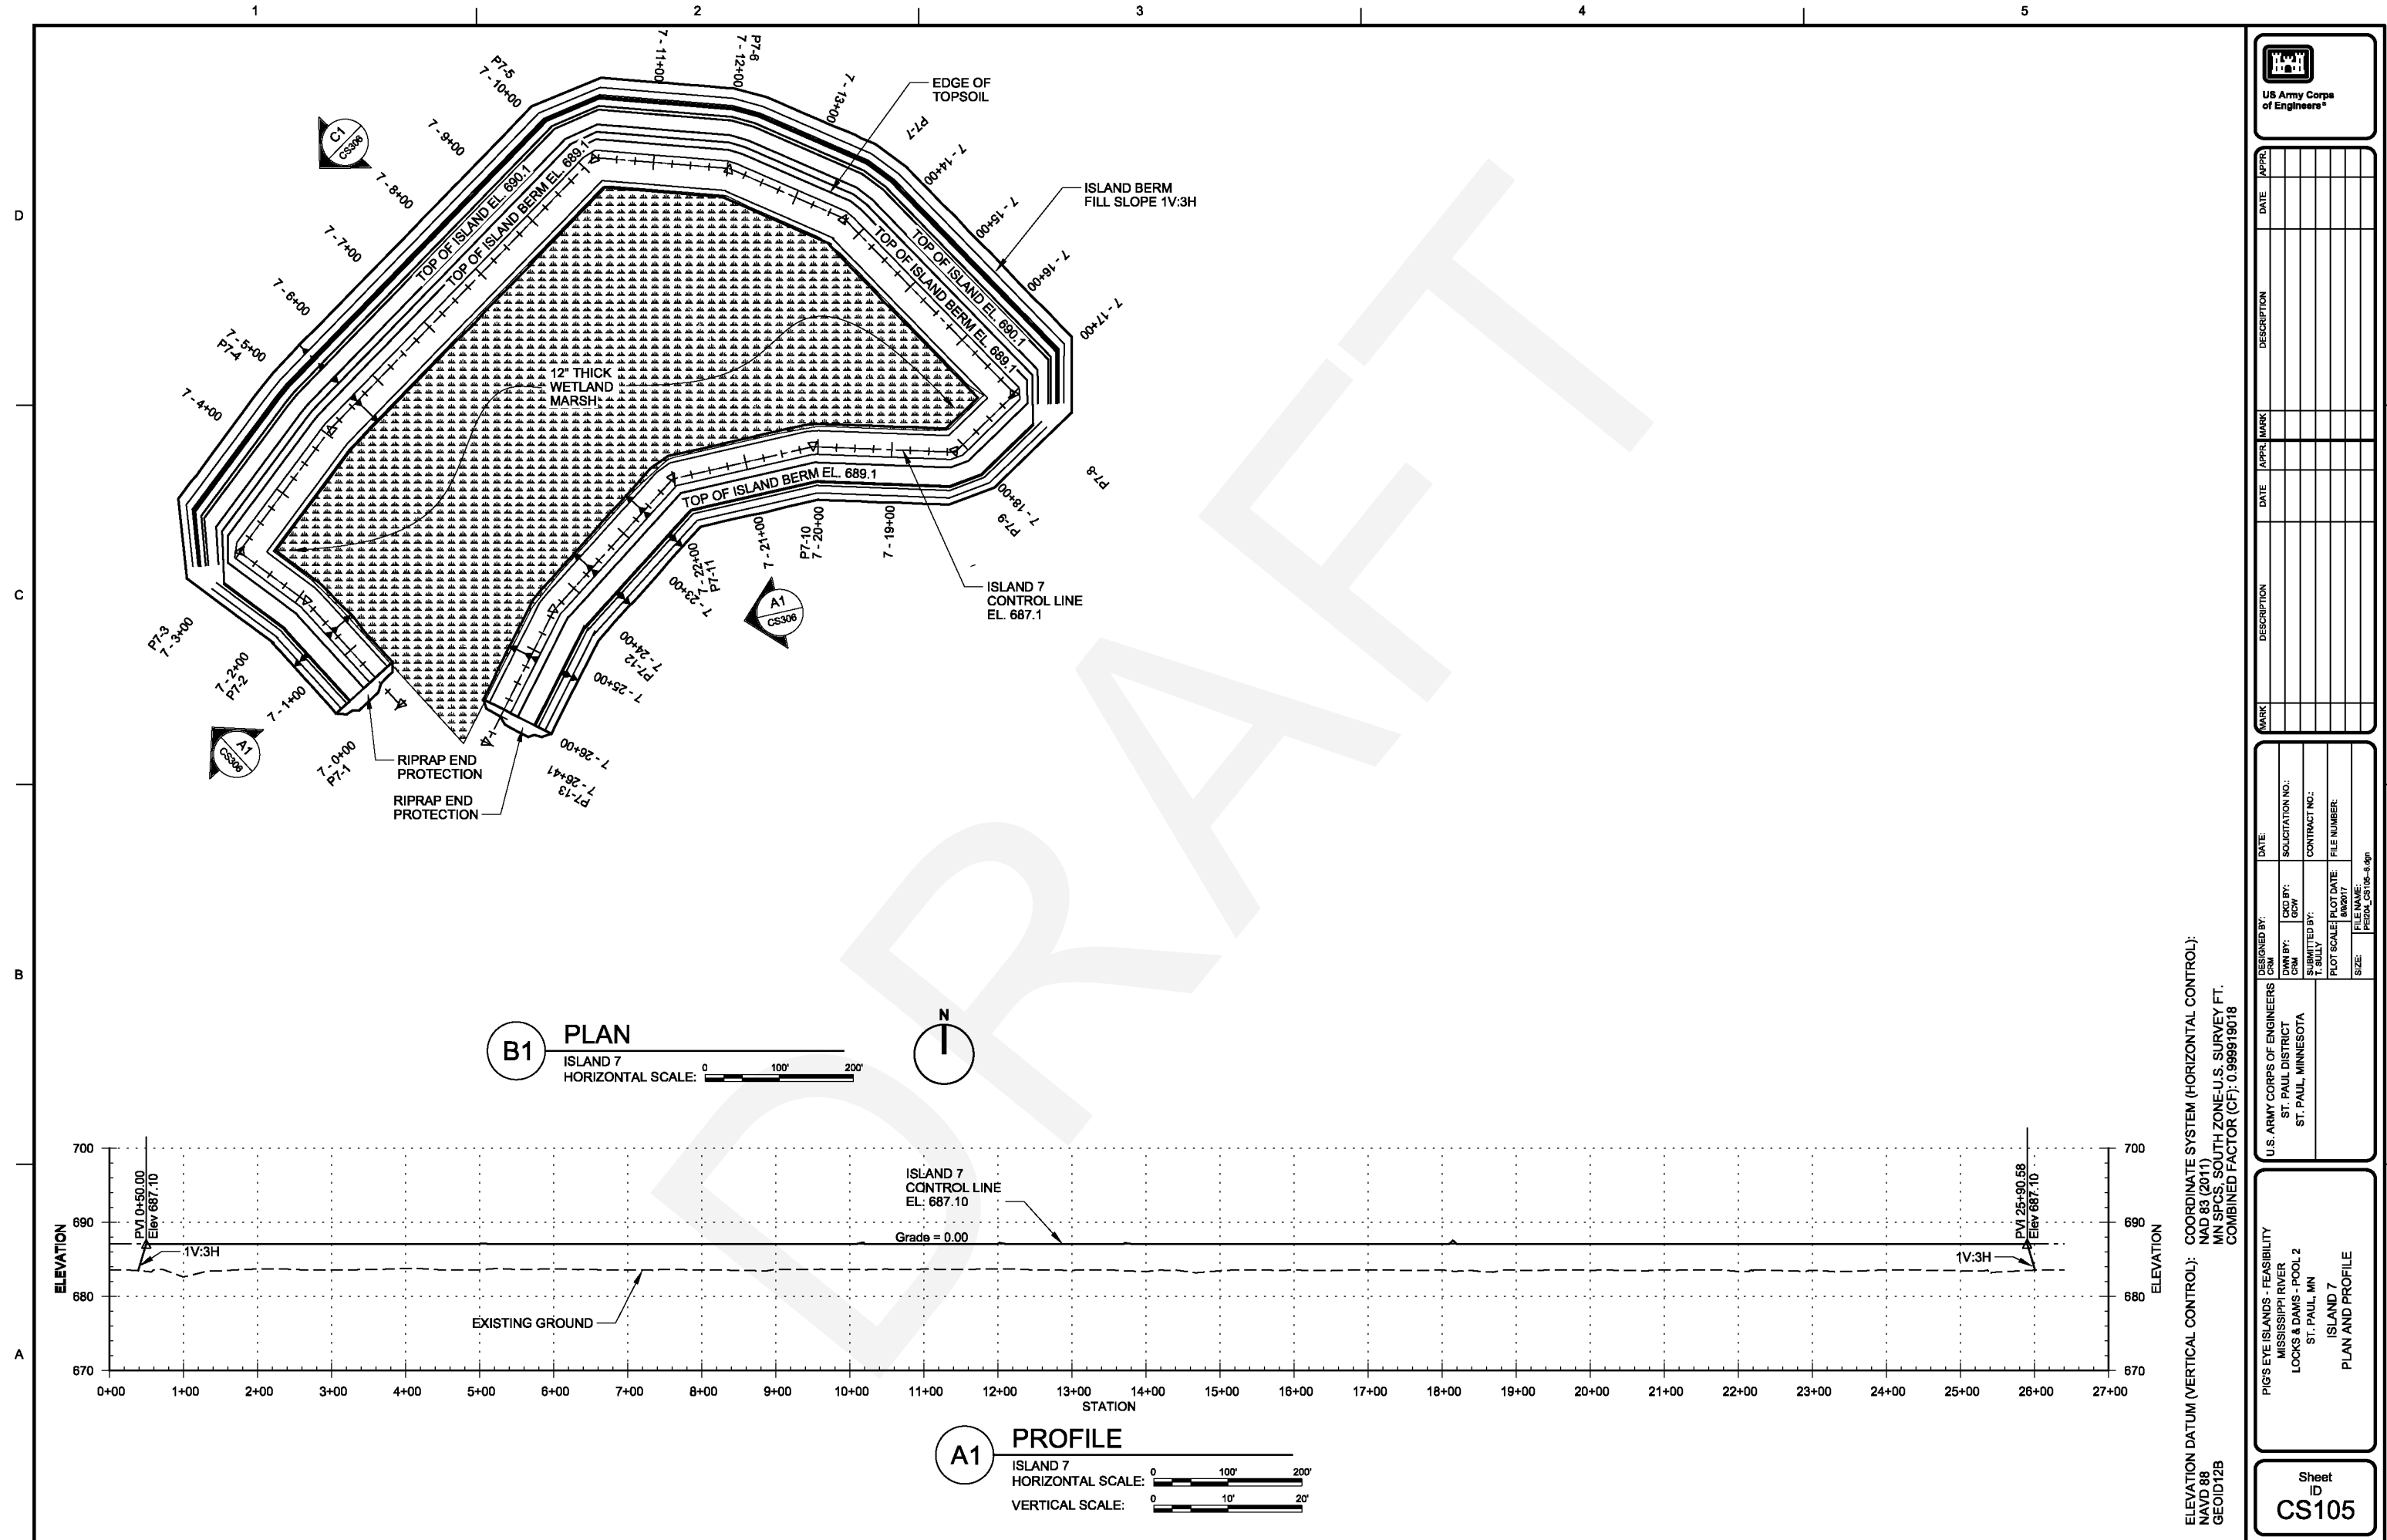 1
2
3
4
5
D
C
B
A
DRAFT
P7-5
7 - 10+00
7 - 11+00
P7-6
7 - 12+00
7 - 13+00
P7-7
7 - 14+00
7 - 15+00
7 - 16+00
7 - 17+00
P7-8
7 - 18+00
P7-9
7 - 19+00
P7-10
7 - 20+00
7 - 21+00
7 - 22+00
P7-11
7 - 23+00
7 - 24+00
P7-12
7 - 25+00
7 - 26+00
7 - 26+41
P7-13
7 - 9+00
7 - 8+00
7 - 7+00
7 - 6+00
7 - 5+00
P7-4
7 - 4+00
P7-3
7 - 3+00
7 - 2+00
P7-2
7 - 1+00
7 - 0+00
P7-1
C1
CS306
A1
CS306
A1
CS306
EDGE OF
TOPSOIL
ISLAND BERM
FILL SLOPE 1V:3H
TOP OF ISLAND EL. 690.1
TOP OF ISLAND BERM EL. 689.1
TOP OF ISLAND EL. 690.1
TOP OF ISLAND BERM EL. 689.1
12" THICK
WETLAND
MARSH
TOP OF ISLAND BERM EL. 689.1
ISLAND 7
CONTROL LINE
EL. 687.1
RIPRAP END
PROTECTION
RIPRAP END
PROTECTION
B1
PLAN
ISLAND 7
HORIZONTAL SCALE:
0 100' 200'
N
700
690
680
670
ELEVATION
PVI 0+50.00
Elev 687.10
1V:3H
ISLAND 7
CONTROL LINE
EL: 687.10
Grade = 0.00
EXISTING GROUND
PVI 25+90.58
Elev 687.10
1V:3H
700
690
680
670
ELEVATION
0+00 1+00 2+00 3+00 4+00 5+00 6+00 7+00 8+00 9+00 10+00 11+00 12+00 13+00 14+00 15+00 16+00 17+00 18+00 19+00 20+00 21+00 22+00 23+00 24+00 25+00 26+00 27+00
STATION
A1
PROFILE
ISLAND 7
HORIZONTAL SCALE:
0 100' 200'
VERTICAL SCALE:
0 10' 20'
ELEVATION DATUM (VERTICAL CONTROL):
NAVD 88
GEOID12B
COORDINATE SYSTEM (HORIZONTAL CONTROL):
NAD 83 (2011)
MN SPCS, SOUTH ZONE-U.S. SURVEY FT.
COMBINED FACTOR (CF): 0.999919018
US Army Corps
of Engineers®
MARK DESCRIPTION DATE APPR. MARK DESCRIPTION DATE APPR.
U.S. ARMY CORPS OF ENGINEERS
ST. PAUL DISTRICT
ST. PAUL, MINNESOTA
DESIGNED BY:
CRM
DATE:
DWN BY:
CRM
CKD BY:
GCW
SOLICITATION NO.:
SUBMITTED BY:
T. SULLY
CONTRACT NO.:
PLOT SCALE:
PLOT DATE:
8/9/2017
FILE NUMBER:
SIZE:
FILE NAME:
PIG'S EYE ISLANDS - FEASIBILITY
MISSISSIPPI RIVER
LOCKS & DAMS - POOL 2
ST. PAUL, MN
ISLAND 7
PLAN AND PROFILE
Sheet
ID
CS105